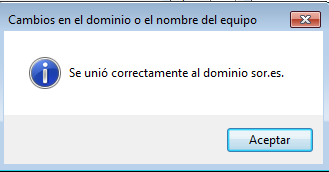 Cambios en el dominio o el nombre del equipo
Se unió correctamente al dominio sor.es.
Aceptar